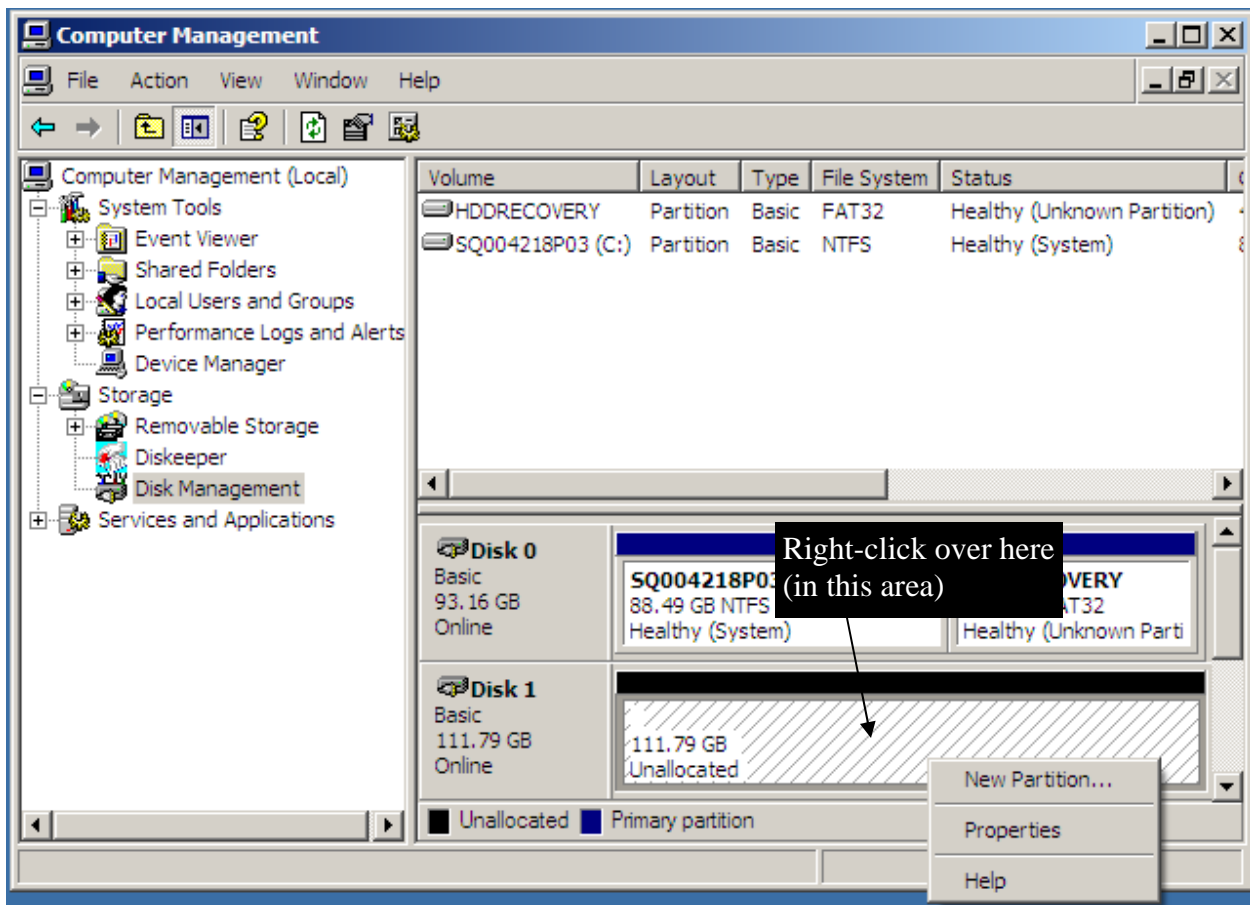 Computer Management
File Action View Window Help
Computer Management (Local)
System Tools
Event Viewer
Shared Folders
Local Users and Groups
Performance Logs and Alerts
Device Manager
Storage
Removable Storage
Diskeeper
Disk Management
Services and Applications
Volume Layout Type File System Status
HDDRECOVERY Partition Basic FAT32 Healthy (Unknown Partition)
SQ004218P03 (C:) Partition Basic NTFS Healthy (System)
Disk 0
Basic
93.16 GB
Online
SQ004218P03
88.49 GB NTFS
Healthy (System)
Healthy (Unknown Parti
Right-click over here
(in this area)
Disk 1
Basic
111.79 GB
Online
111.79 GB
Unallocated
New Partition...
Properties
Help
Unallocated Primary partition